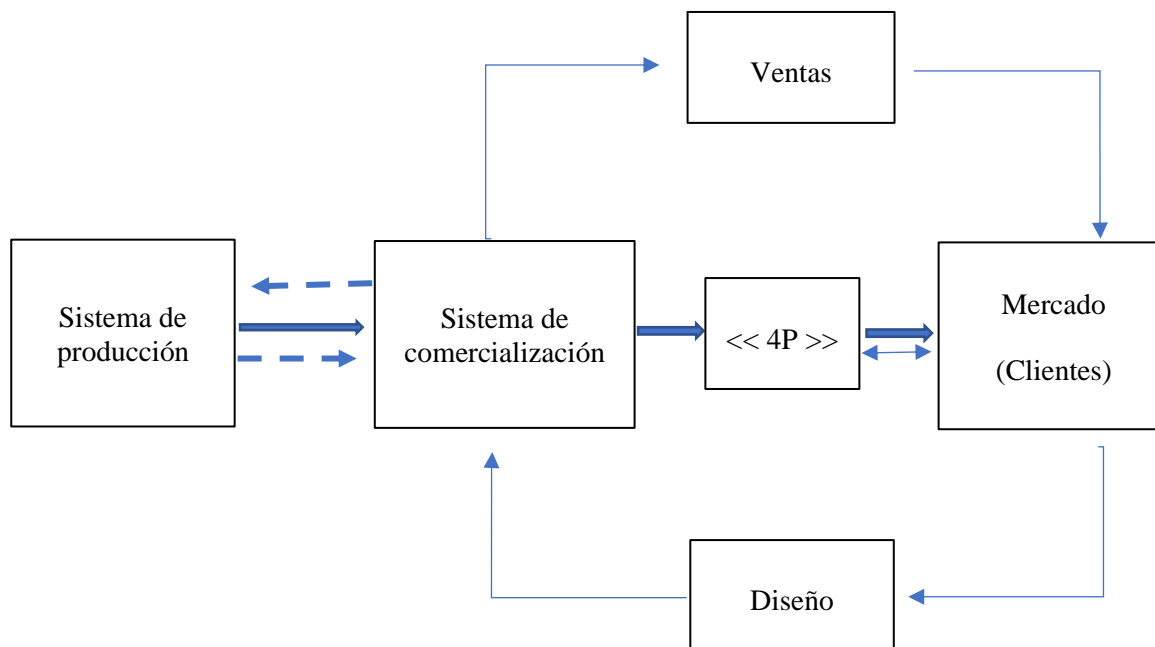 Ventas
Sistema de
producción
Sistema de
comercialización
<< 4P >>
Mercado
(Clientes)
Diseño